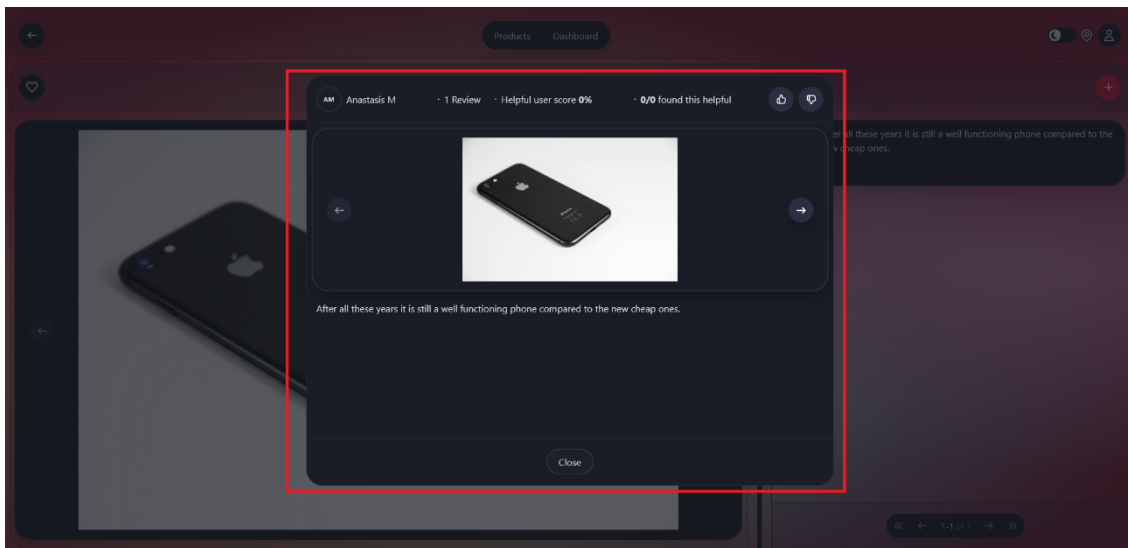 Products Dashboard
AM Anastasis M · 1 Review · Helpful user score 0% · 0/0 found this helpful
er all these years it is still a well functioning phone compared to the
cheap ones.
iPhone
After all these years it is still a well functioning phone compared to the new cheap ones.
Close
1-1 of 1